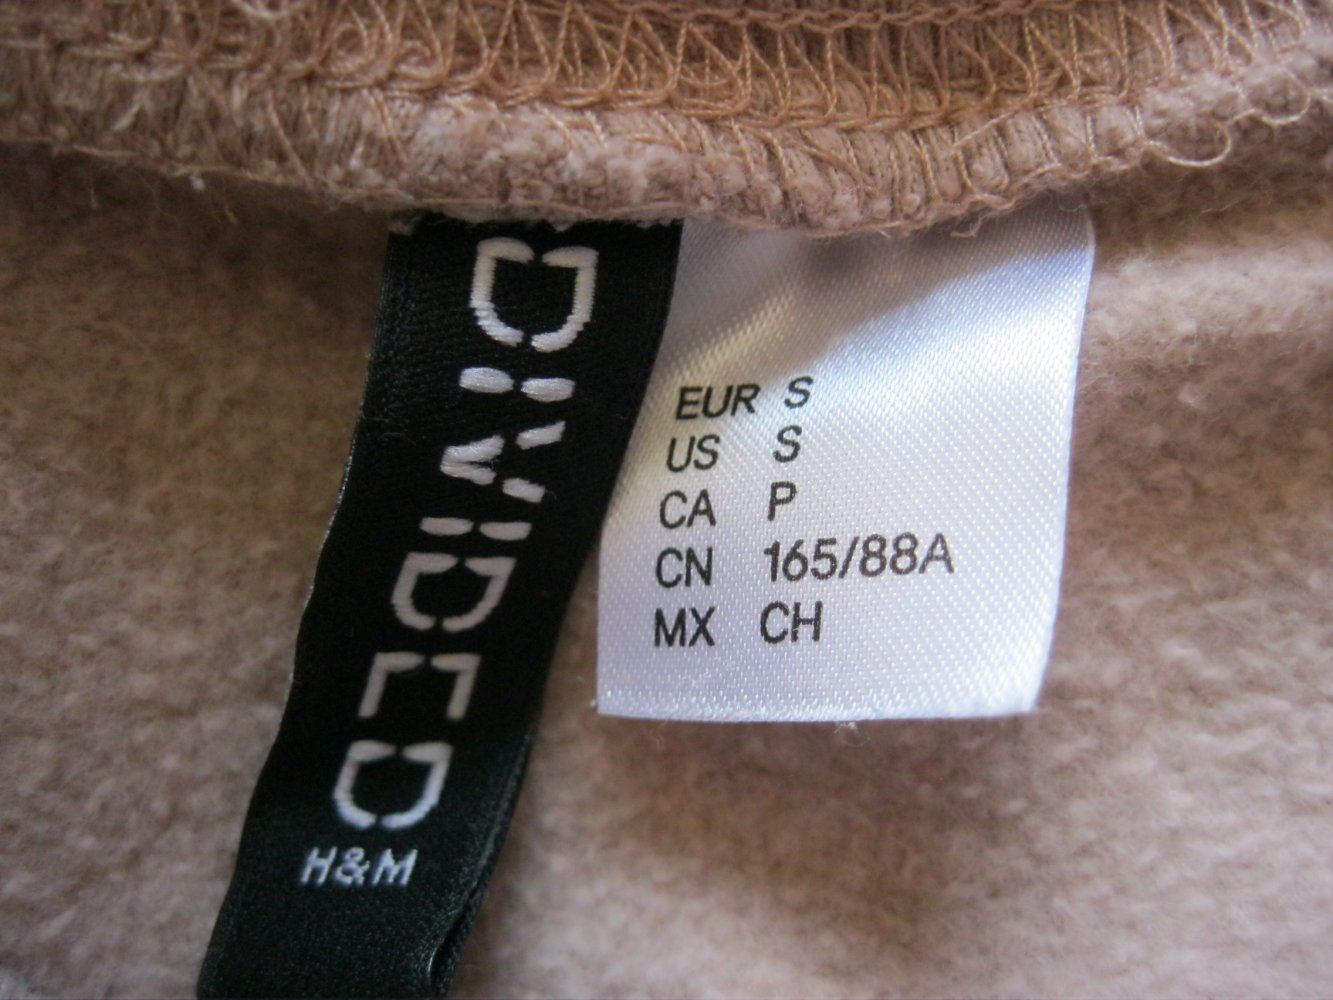 DIVIDED
H&M
EUR S
US S
CA P
CN 165/88A
MX CH